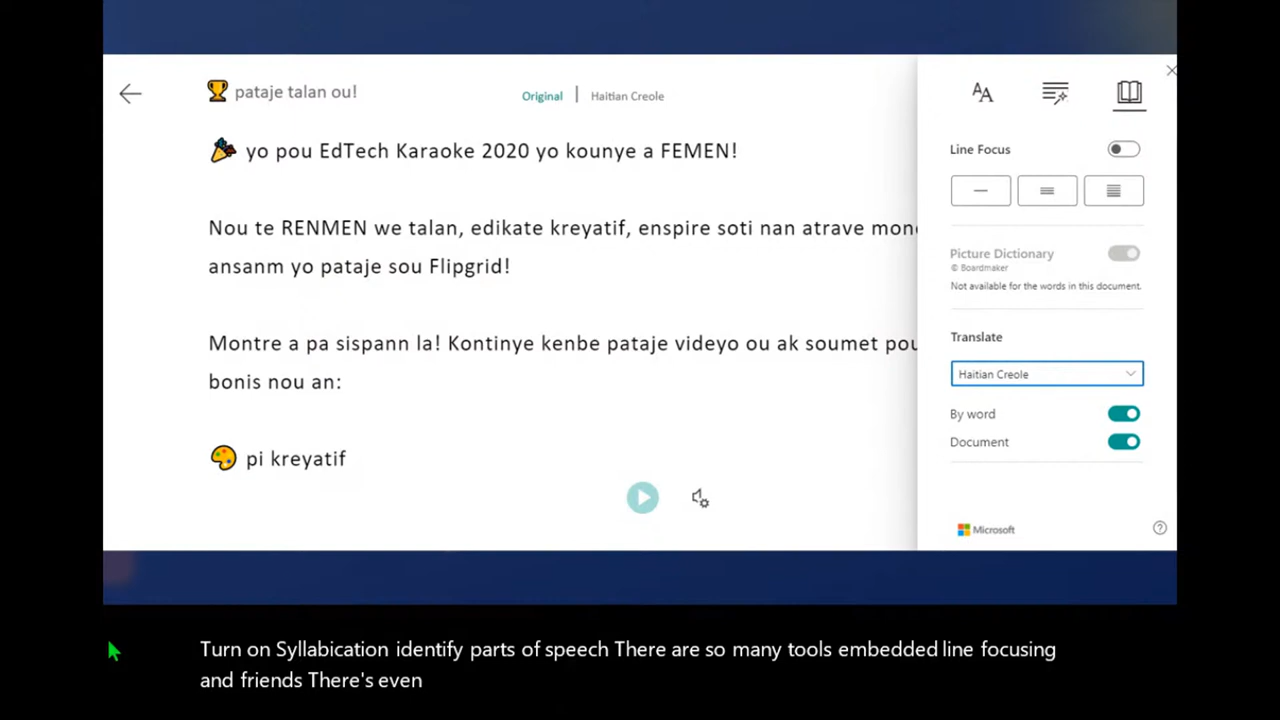 🏆 pataje talan ou!
Original | Haitian Creole
🎉 yo pou EdTech Karaoke 2020 yo kounye a FEMEN!
Nou te RENMEN we talan, edikate kreyatif, enspire soti nan atrave
ansanm yo pataje sou Flipgrid!
Montre a pa sispann la! Kontinye kenbe pataje videyo ou ak soumet
bonis nou an:
🎨 pi kreyatif
AA
Line Focus
Picture Dictionary
© Boardmaker
Not available for the words in this document.
Translate
Haitian Creole
By word
Document
Microsoft
Turn on Syllabication identify parts of speech There are so many tools embedded line focusing
and friends There's even